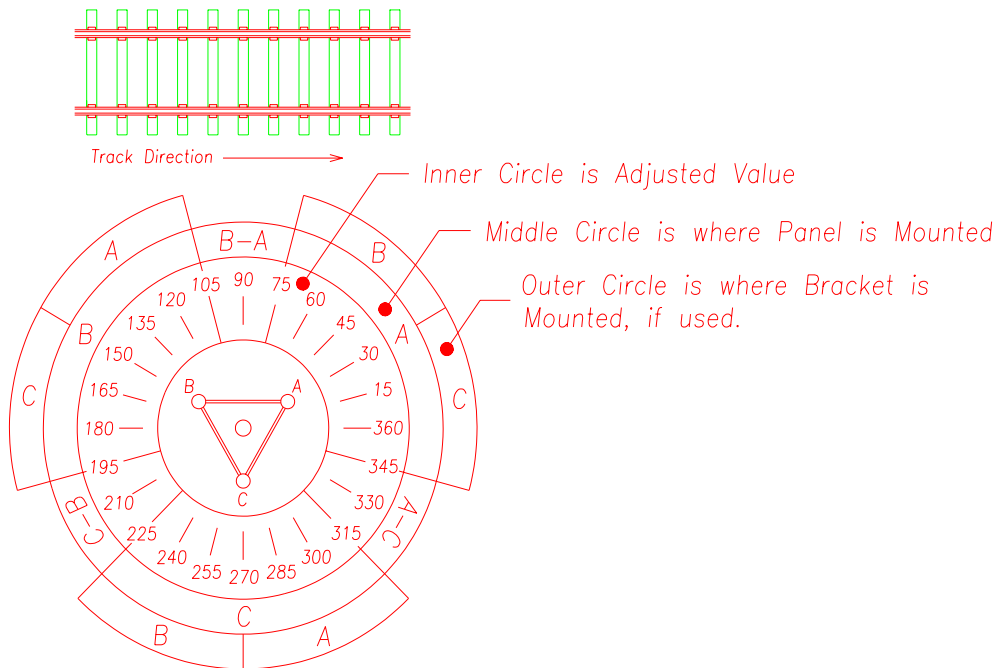 Track Direction
Inner Circle is Adjusted Value
Middle Circle is where Panel is Mounted
Outer Circle is where Bracket is
Mounted, if used.
A
B
C
C
B
A
B-A
A
A-C
C
C-B
B
90
75
60
45
30
15
360
345
330
315
300
285
270
255
240
225
210
195
180
165
150
135
120
105
B
A
C